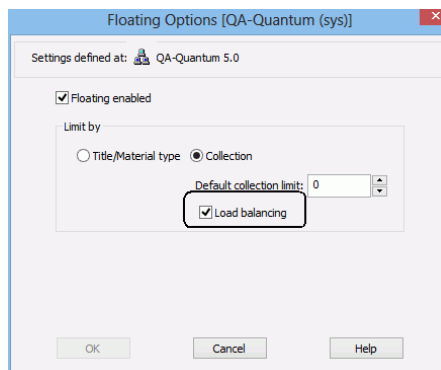 Floating Options [QA-Quantum (sys)]
Settings defined at: QA-Quantum 5.0
Floating enabled
Limit by
Title/Material type Collection
Default collection limit: 0
Load balancing
OK Cancel Help